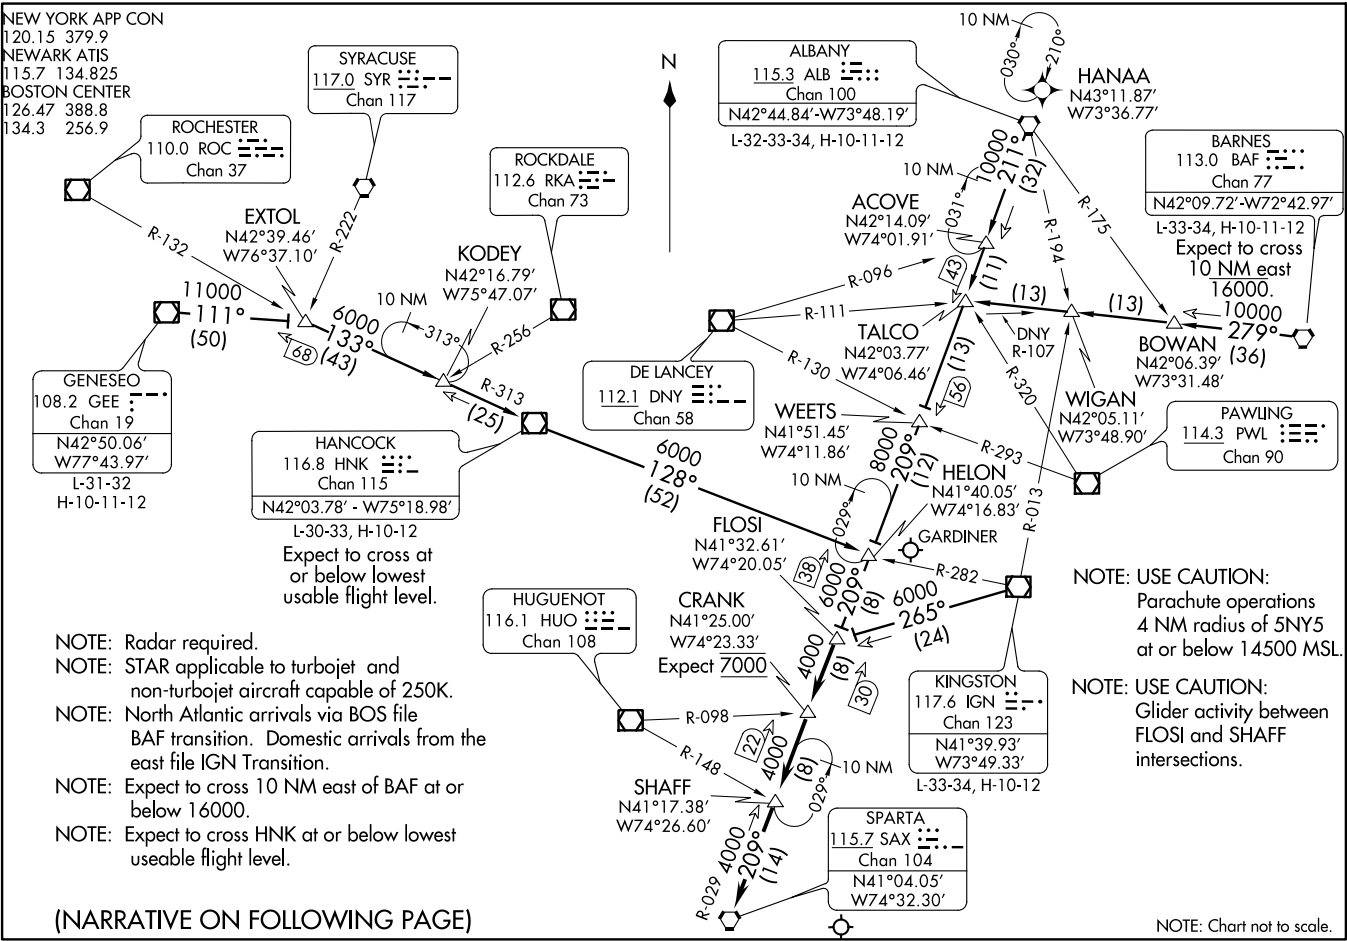 NEW YORK APP CON
120.15 379.9
NEWARK ATIS
115.7 134.825
BOSTON CENTER
126.47 388.8
134.3 256.9
SYRACUSE
117.0 SYR
Chan 117
ROCHESTER
110.0 ROC
Chan 37
ROCKDALE
112.6 RKA
Chan 73
N
ALBANY
115.3 ALB
Chan 100
N42°44.84'-W73°48.19'
L-32-33-34, H-10-11-12
10 NM
030°
210°
HANAA
N43°11.87'
W73°36.77'
BARNES
113.0 BAF
Chan 77
N42°09.72'-W72°42.97'
L-33-34, H-10-11-12
Expect to cross
10 NM east
16000.
10000
279°
(36)
EXTOL
N42°39.46'
W76°37.10'
R-132
R-222
KODEY
N42°16.79'
W75°47.07'
10 NM
313°
R-256
11000
111°
(50)
68
6000
133°
(43)
R-313
(25)
GENESEO
108.2 GEE
Chan 19
N42°50.06'
W77°43.97'
L-31-32
H-10-11-12
HANCOCK
116.8 HNK
Chan 115
N42°03.78' - W75°18.98'
L-30-33, H-10-12
Expect to cross at
or below lowest
usable flight level.
6000
128°
(52)
10000
211°
(32)
10 NM
031°
ACOVE
N42°14.09'
W74°01.91'
R-096
R-111
R-130
43
(11)
R-194
R-175
(13)
(13)
DNY
R-107
TALCO
N42°03.77'
W74°06.46'
BOWAN
N42°06.39'
W73°31.48'
WIGAN
N42°05.11'
W73°48.90'
R-320
DE LANCEY
112.1 DNY
Chan 58
(13)
56
WEETS
N41°51.45'
W74°11.86'
R-293
PAWLING
114.3 PWL
Chan 90
8000
209°
(12)
10 NM
029°
HELON
N41°40.05'
W74°16.83'
R-013
GARDINER
FLOSI
N41°32.61'
W74°20.05'
38
6000
209°
(8)
R-282
6000
265°
(24)
HUGUENOT
116.1 HUO
Chan 108
CRANK
N41°25.00'
W74°23.33'
Expect 7000
4000
(8)
30
KINGSTON
117.6 IGN
Chan 123
N41°39.93'
W73°49.33'
L-33-34, H-10-12
R-098
R-148
22
4000
(8)
10 NM
029°
SHAFF
N41°17.38'
W74°26.60'
R-029
4000
209°
(14)
SPARTA
115.7 SAX
Chan 104
N41°04.05'
W74°32.30'
NOTE: USE CAUTION:
Parachute operations
4 NM radius of 5NY5
at or below 14500 MSL.
NOTE: USE CAUTION:
Glider activity between
FLOSI and SHAFF
intersections.
NOTE: Radar required.
NOTE: STAR applicable to turbojet and
non-turbojet aircraft capable of 250K.
NOTE: North Atlantic arrivals via BOS file
BAF transition. Domestic arrivals from the
east file IGN Transition.
NOTE: Expect to cross 10 NM east of BAF at or
below 16000.
NOTE: Expect to cross HNK at or below lowest
useable flight level.
(NARRATIVE ON FOLLOWING PAGE)
NOTE: Chart not to scale.